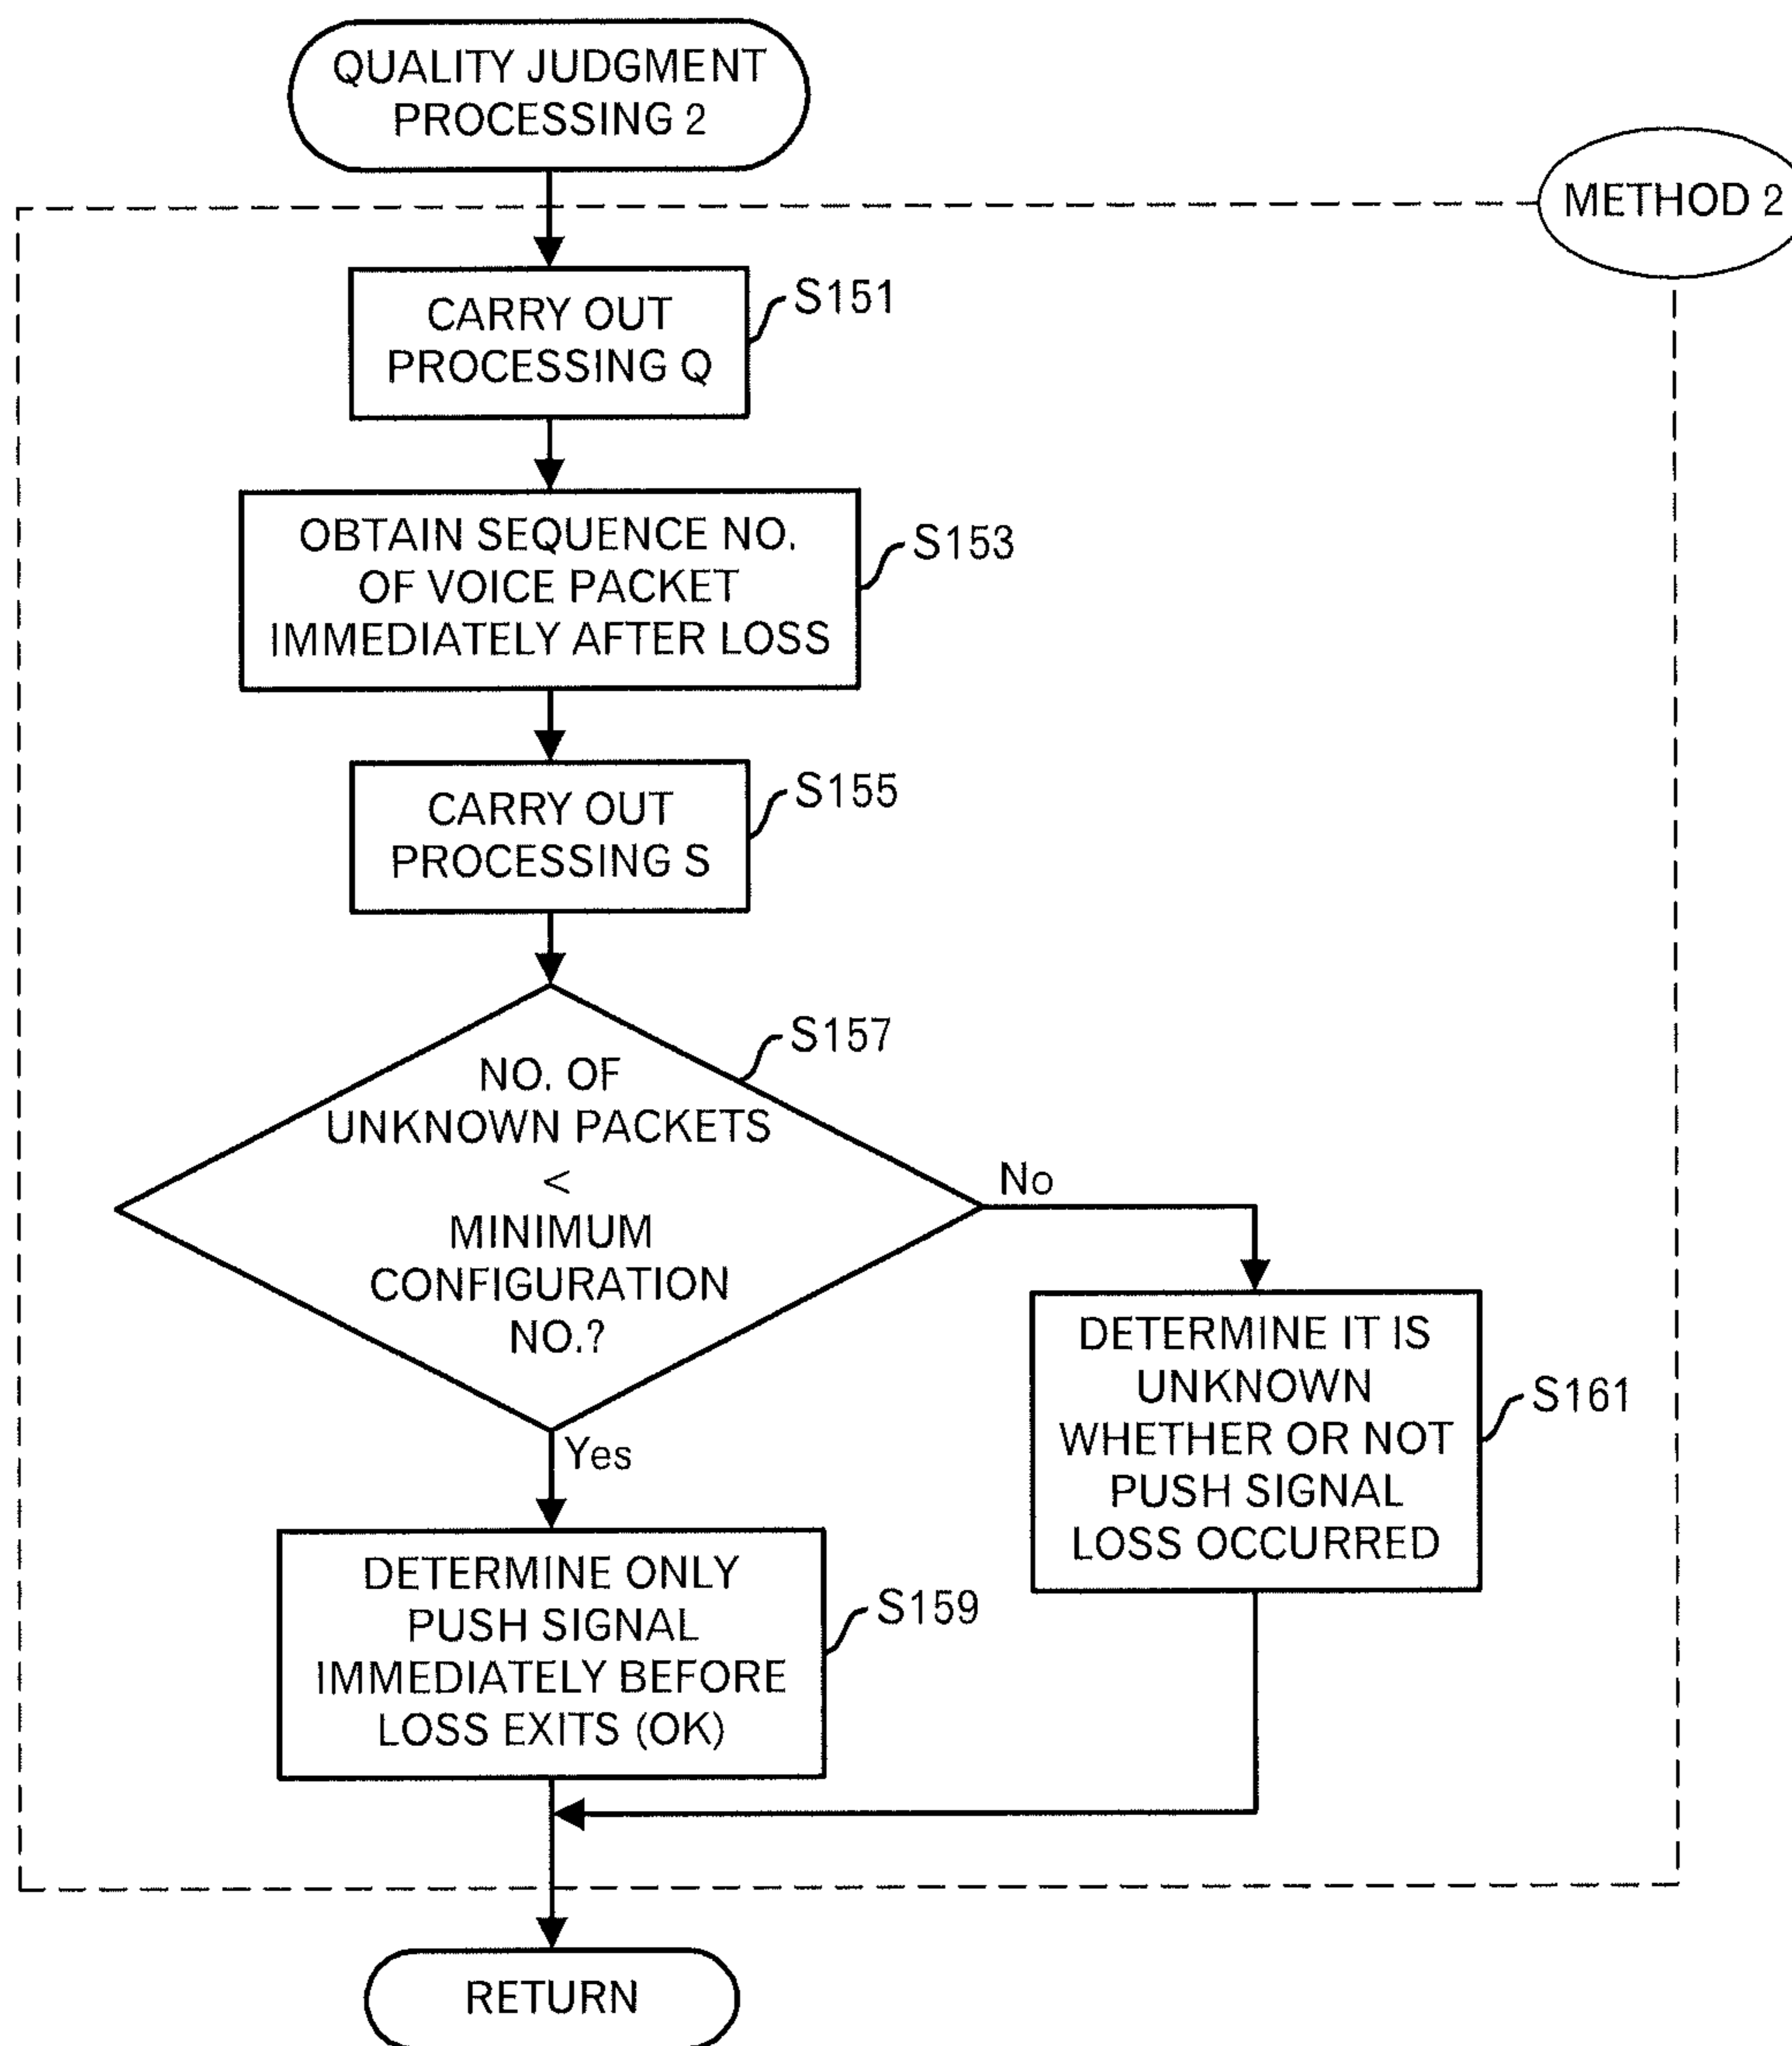 QUALITY JUDGMENT
PROCESSING 2
METHOD 2
CARRY OUT
PROCESSING Q
S151
OBTAIN SEQUENCE NO.
OF VOICE PACKET
IMMEDIATELY AFTER LOSS
S153
CARRY OUT
PROCESSING S
S155
NO. OF
UNKNOWN PACKETS
<
MINIMUM
CONFIGURATION
NO.?
S157
No
Yes
DETERMINE IT IS
UNKNOWN
WHETHER OR NOT
PUSH SIGNAL
LOSS OCCURRED
S161
DETERMINE ONLY
PUSH SIGNAL
IMMEDIATELY BEFORE
LOSS EXITS (OK)
S159
RETURN